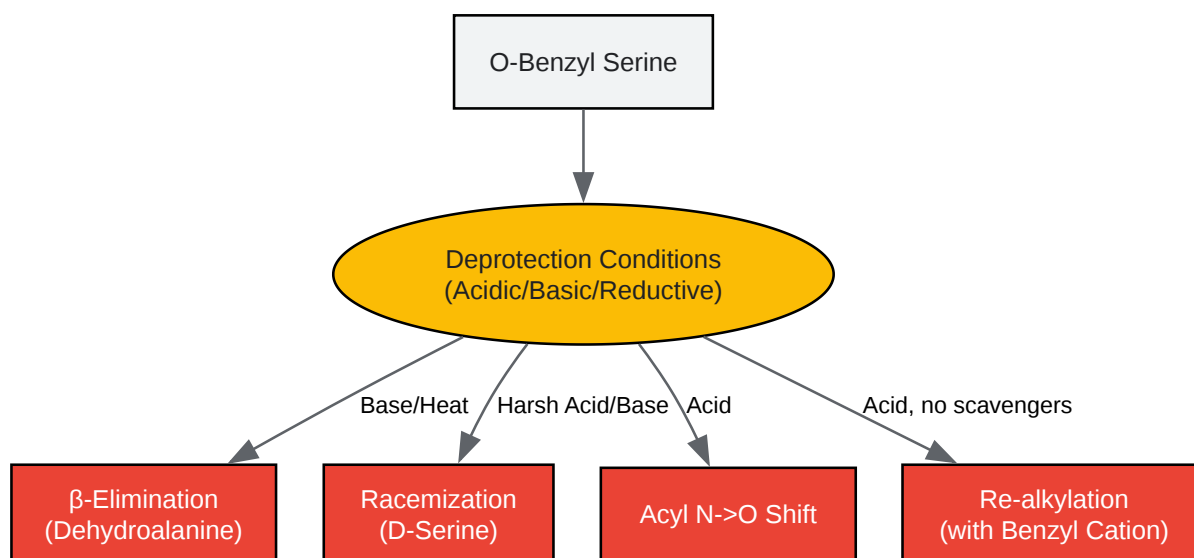 O-Benzyl Serine
Deprotection Conditions
(Acidic/Basic/Reductive)
Base/Heat
Harsh Acid/Base
Acid
Acid, no scavengers
β-Elimination
(Dehydroalanine)
Racemization
(D-Serine)
Acyl N->O Shift
Re-alkylation
(with Benzyl Cation)